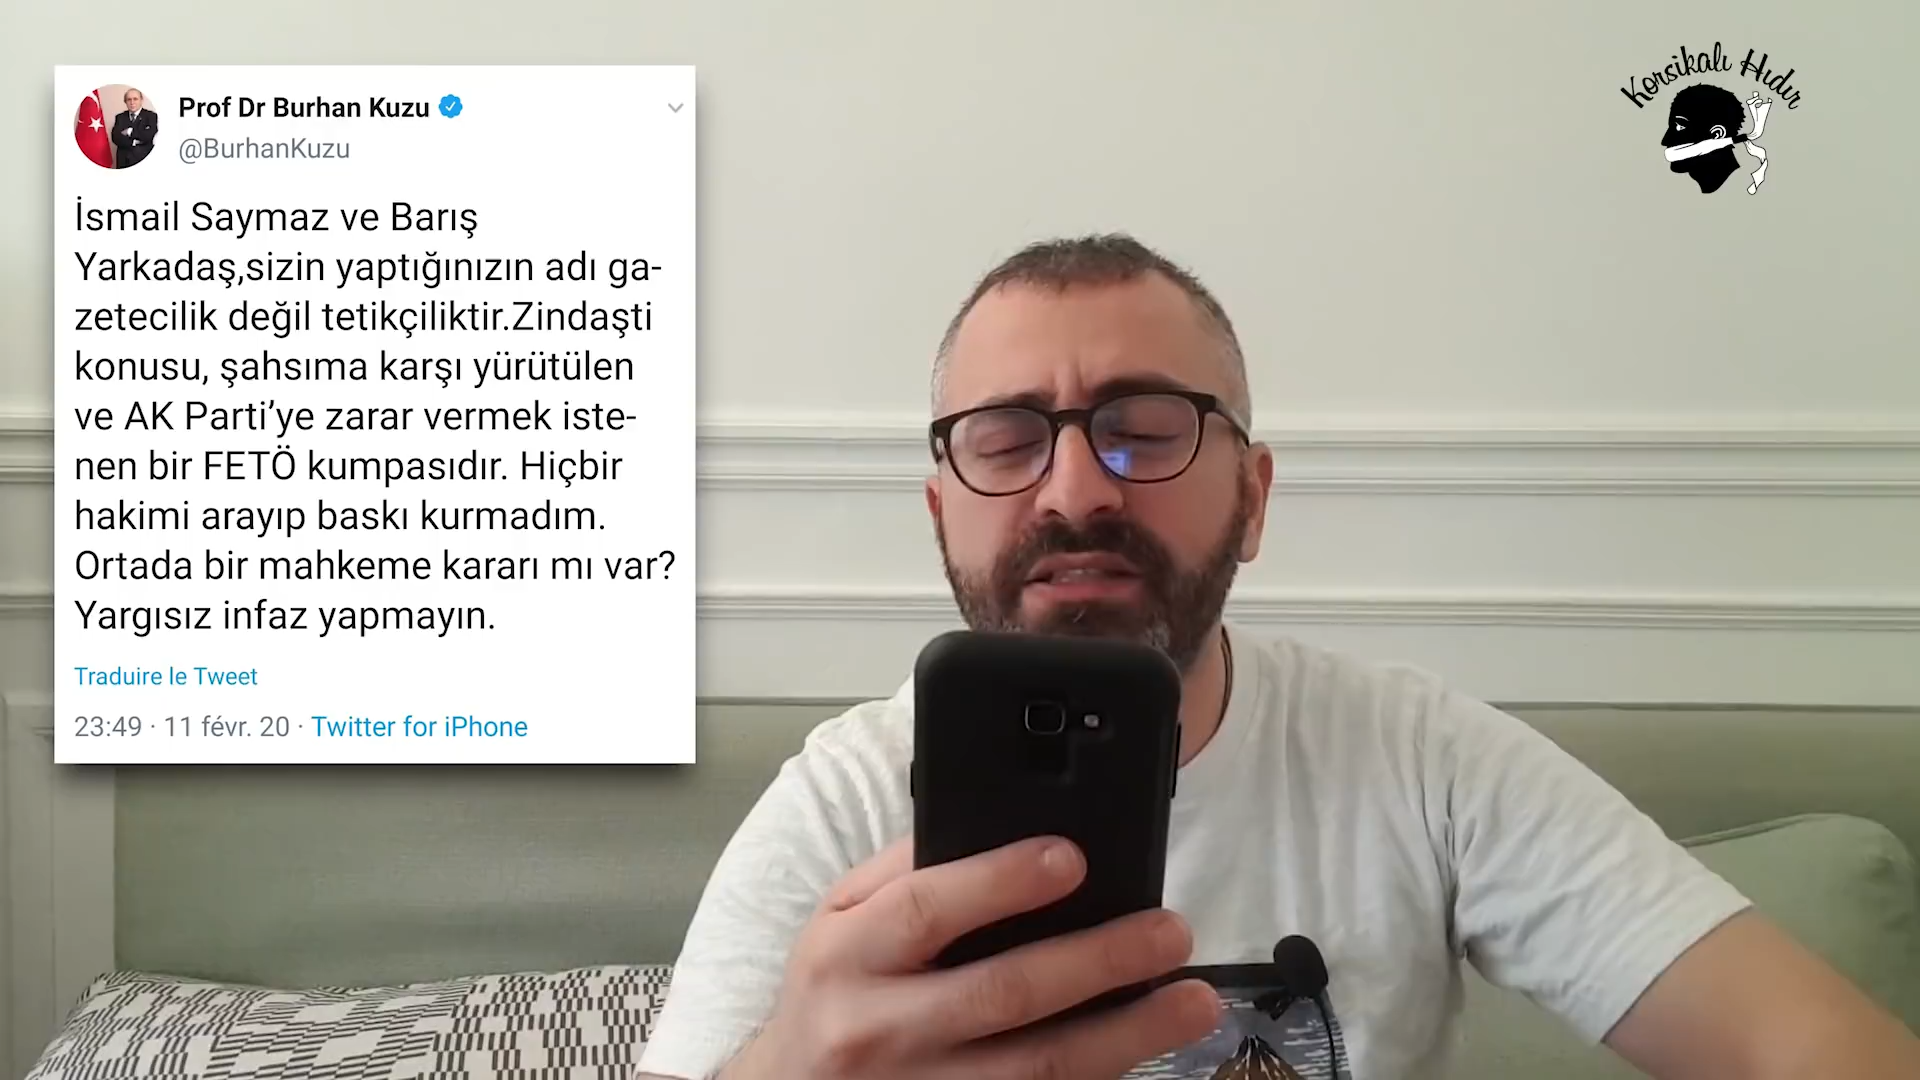 Prof Dr Burhan Kuzu
@BurhanKuzu
İsmail Saymaz ve Barış
Yarkadaş,sizin yaptığınızın adı ga-
zetecilik değil tetikçiliktir.Zindaşti
konusu, şahsıma karşı yürütülen
ve AK Parti’ye zarar vermek iste-
nen bir FETÖ kumpasıdır. Hiçbir
hakimi arayıp baskı kurmadım.
Ortada bir mahkeme kararı mı var?
Yargısız infaz yapmayın.
Traduire le Tweet
23:49 · 11 févr. 20 · Twitter for iPhone
Korsikalı Hıdır